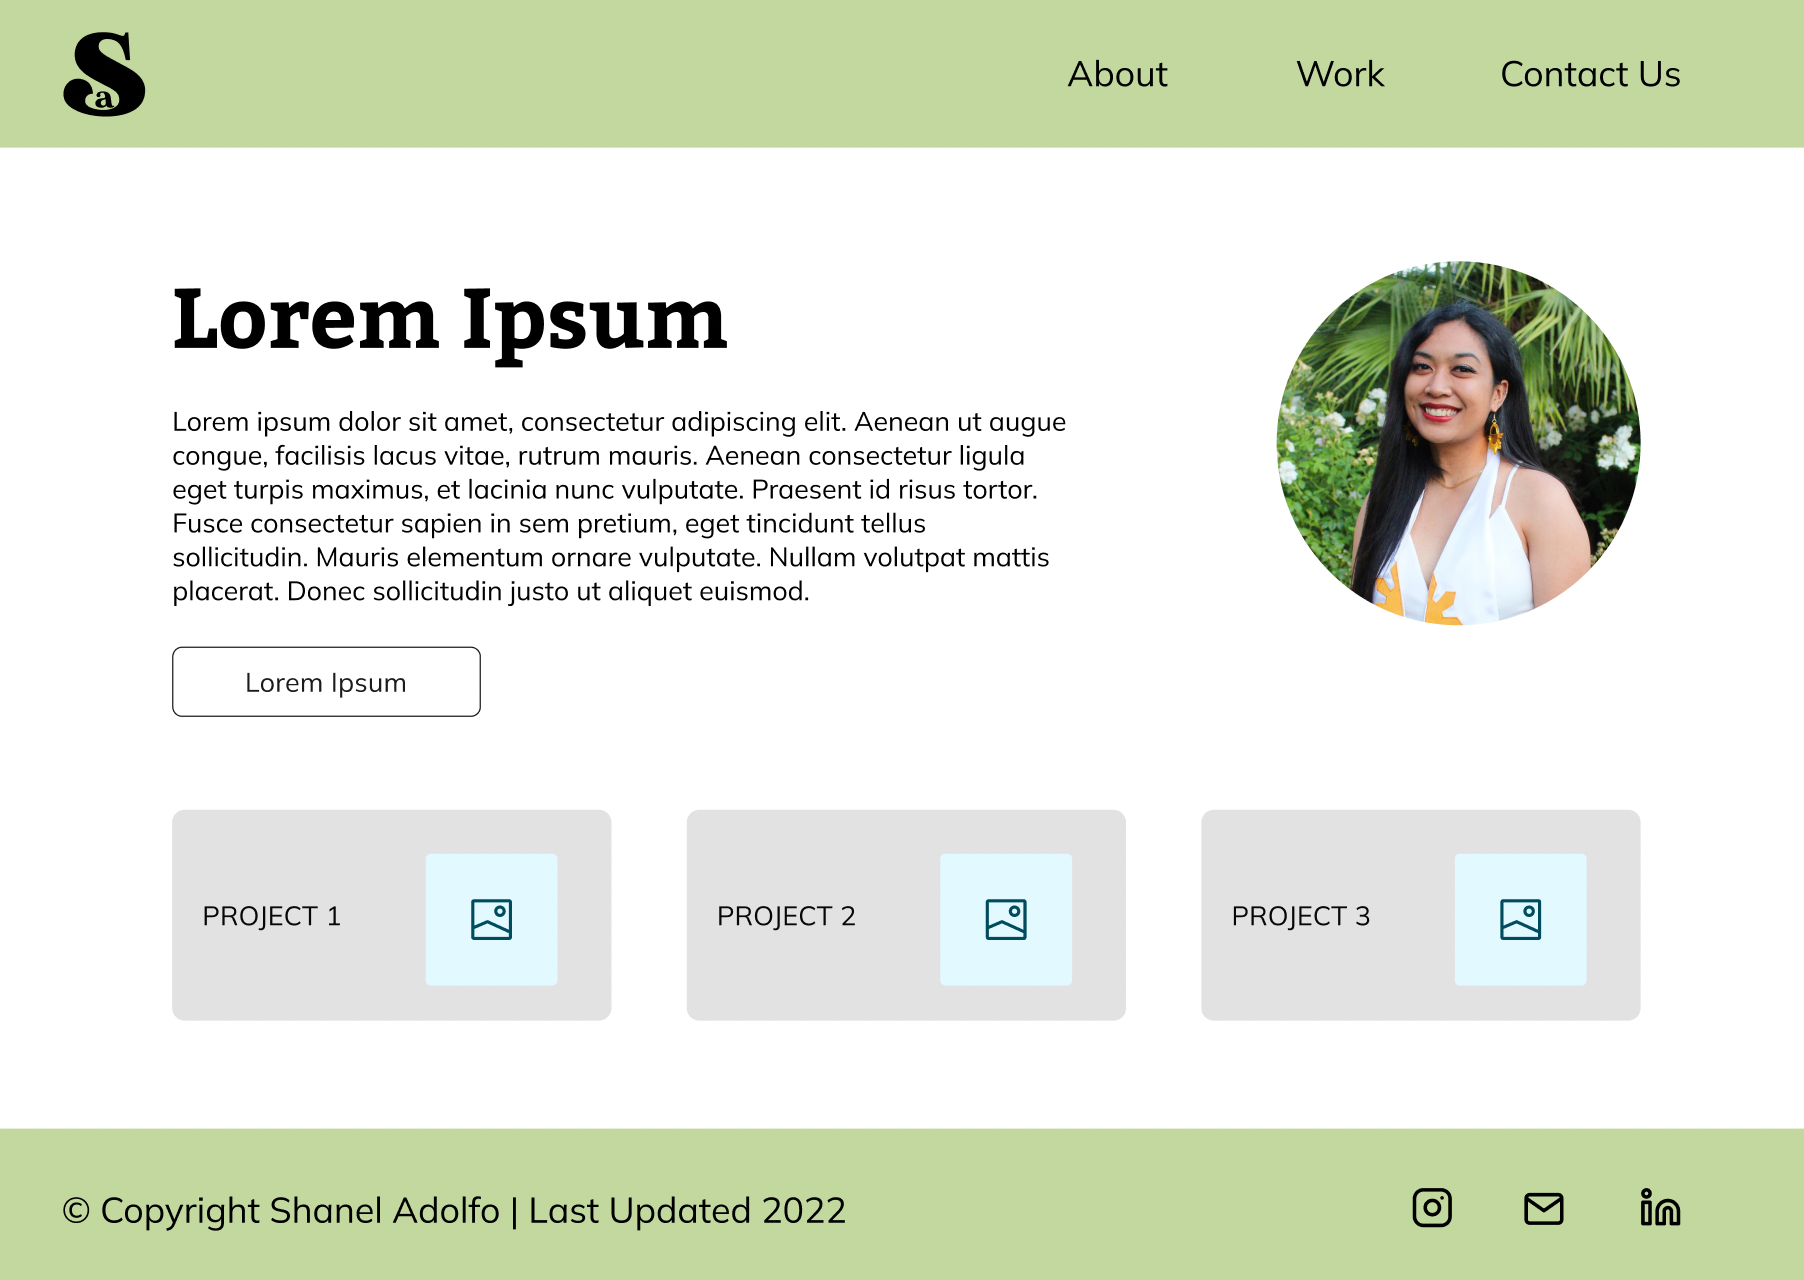 Sa
About Work Contact Us
Lorem Ipsum
Lorem ipsum dolor sit amet, consectetur adipiscing elit. Aenean ut augue
congue, facilisis lacus vitae, rutrum mauris. Aenean consectetur ligula
eget turpis maximus, et lacinia nunc vulputate. Praesent id risus tortor.
Fusce consectetur sapien in sem pretium, eget tincidunt tellus
sollicitudin. Mauris elementum ornare vulputate. Nullam volutpat mattis
placerat. Donec sollicitudin justo ut aliquet euismod.
Lorem Ipsum
PROJECT 1
PROJECT 2
PROJECT 3
© Copyright Shanel Adolfo | Last Updated 2022
in